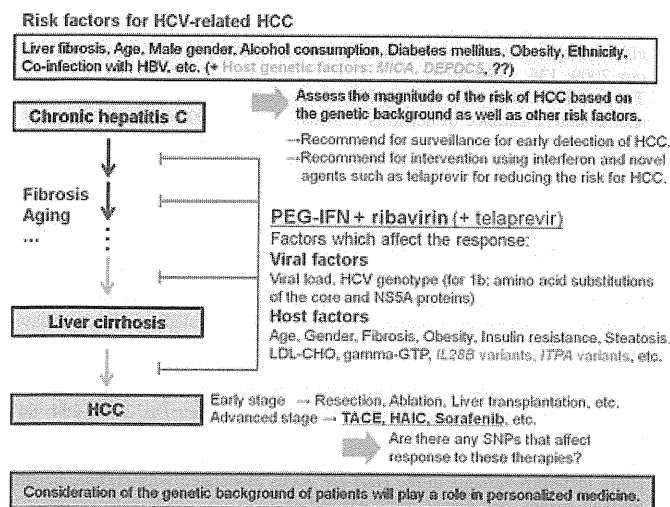 Risk factors for HCV-related HCC
Liver fibrosis, Age, Male gender, Alcohol consumption, Diabetes mellitus, Obesity, Ethnicity,
Co-infection with HBV, etc. (+ Host genetic factors: MICA, DEPDC5, ??)
Chronic hepatitis C
Assess the magnitude of the risk of HCC based on
the genetic background as well as other risk factors.
→Recommend for surveillance for early detection of HCC.
→Recommend for intervention using interferon and novel
agents such as telaprevir for reducing the risk for HCC.
Fibrosis
Aging
...
PEG-IFN + ribavirin (+ telaprevir)
Factors which affect the response:
Viral factors
Viral load, HCV genotype (for 1b: amino acid substitutions
of the core and NS5A proteins)
Host factors
Age, Gender, Fibrosis, Obesity, Insulin resistance, Steatosis.
LDL-CHO, gamma-GTP, IL28B variants, ITPA variants, etc.
Liver cirrhosis
HCC
Early stage → Resection, Ablation, Liver transplantation, etc.
Advanced stage → TACE, HAIC, Sorafenib, etc.
Are there any SNPs that affect
response to these therapies?
Consideration of the genetic background of patients will play a role in personalized medicine.